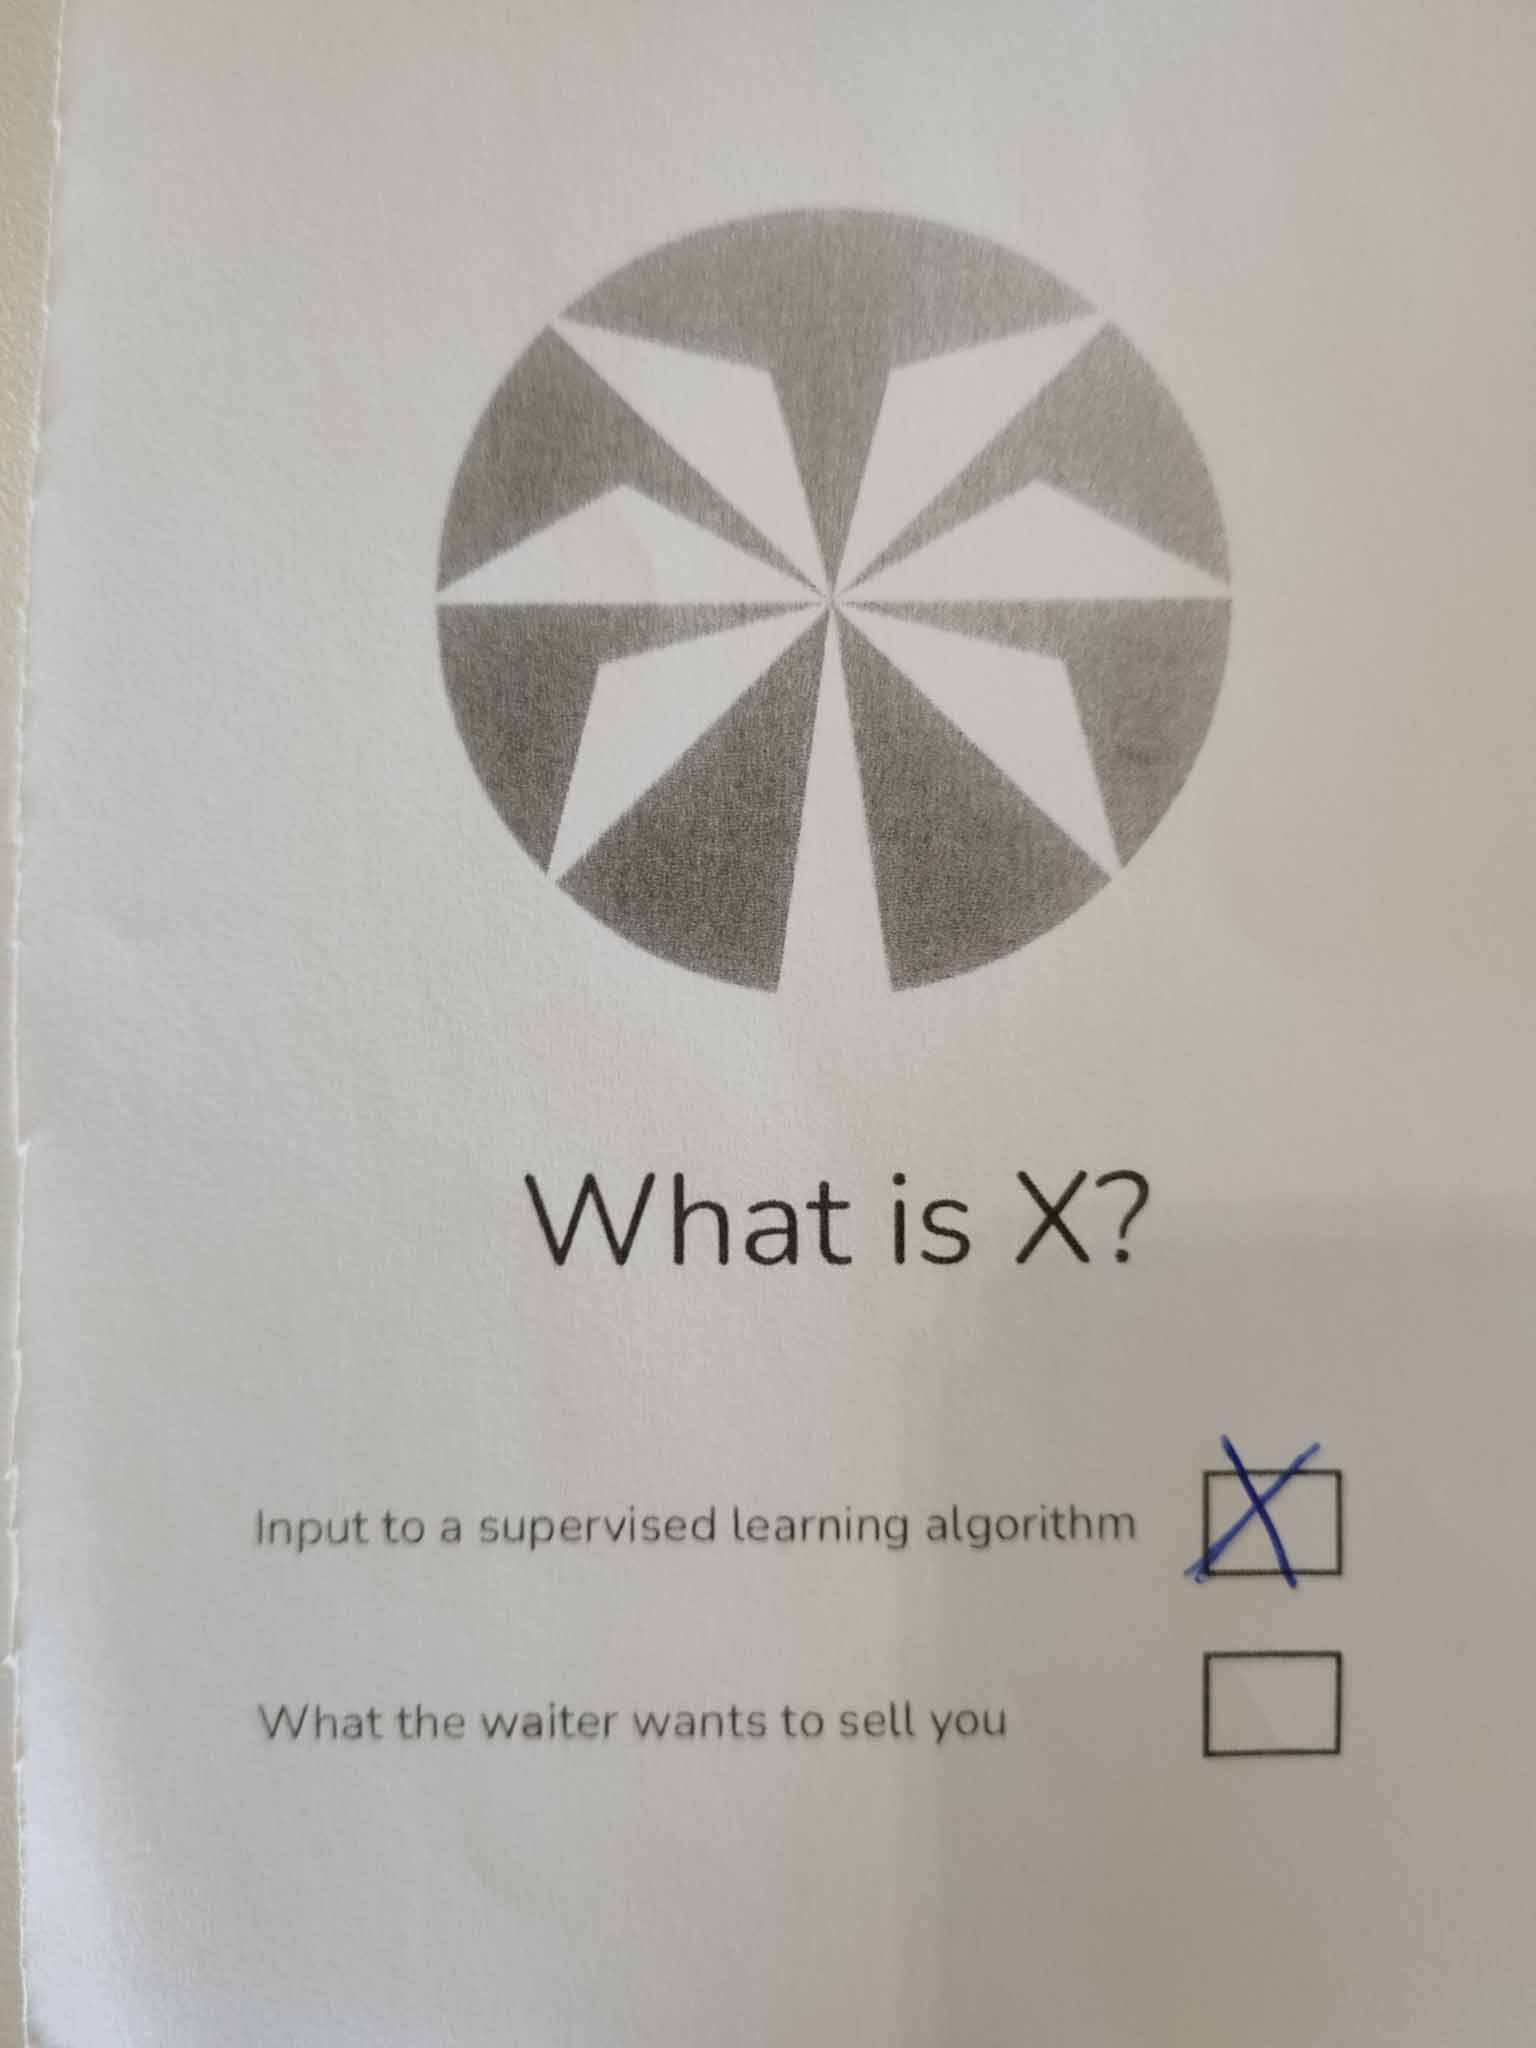 What is X?
Input to a supervised learning algorithm X
What the waiter wants to sell you